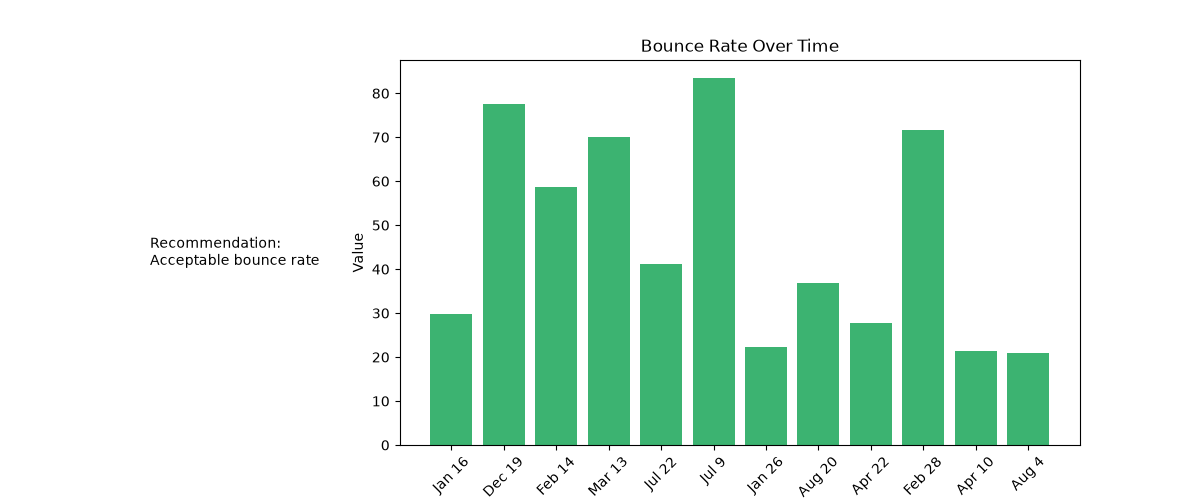 Bounce Rate Over Time
Recommendation:
Acceptable bounce rate
Value
80
70
60
50
40
30
20
10
0
Jan 16
Dec 19
Feb 14
Mar 13
Jul 22
Jul 9
Jan 26
Aug 20
Apr 22
Feb 28
Apr 10
Aug 4